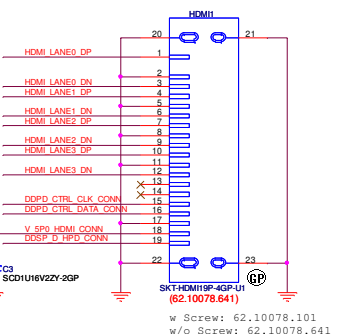 HDMI1
20
21
HDMI_LANE0_DP
1
2
HDMI_LANE0_DN
3
HDMI_LANE1_DP
4
5
HDMI_LANE1_DN
6
HDMI_LANE2_DP
7
8
HDMI_LANE2_DN
9
HDMI_LANE3_DP
10
11
HDMI_LANE3_DN
12
13
14
DDPD_CTRL_CLK_CONN
15
DDPD_CTRL_DATA_CONN
16
17
V_5P0_HDMI_CONN
18
DDSP_D_HPD_CONN
19
22
23
C3
SCD1U16V2ZY-2GP
GP
SKT-HDMI19P-4GP-U1
(62.10078.641)
w Screw: 62.10078.101
w/o Screw: 62.10078.641